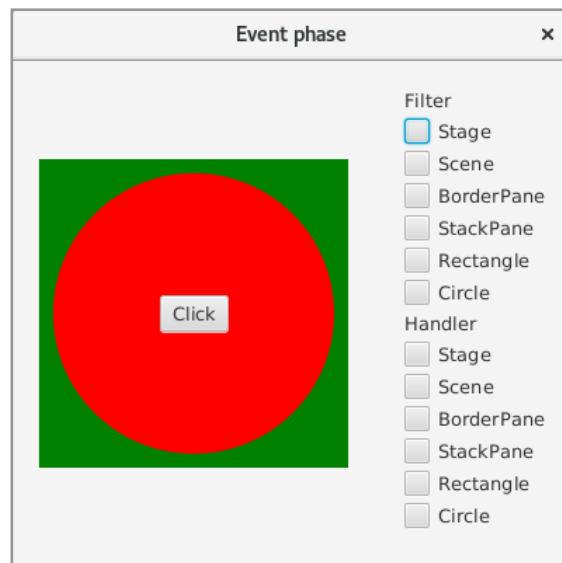 Event phase ×
Filter
Stage
Scene
BorderPane
StackPane
Rectangle
Circle
Click
Handler
Stage
Scene
BorderPane
StackPane
Rectangle
Circle